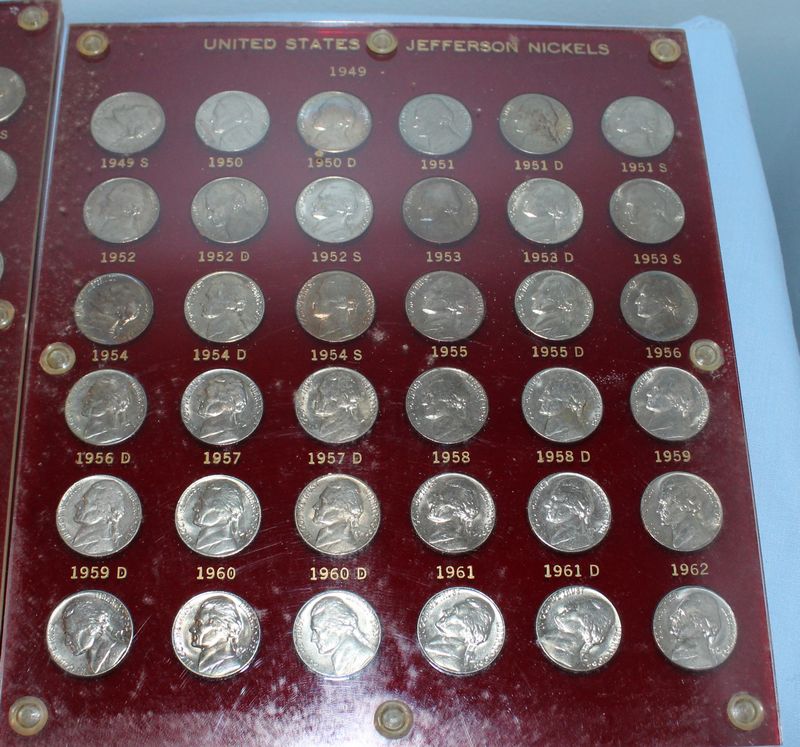 UNITED STATES JEFFERSON NICKELS
1949
1949 S 1950 1950 D 1951 1951 D 1951 S
1952 1952 D 1952 S 1953 1953 D 1953 S
1954 1954 D 1954 S 1955 1955 D 1956
1956 D 1957 1957 D 1958 1958 D 1959
1959 D 1960 1960 D 1961 1961 D 1962